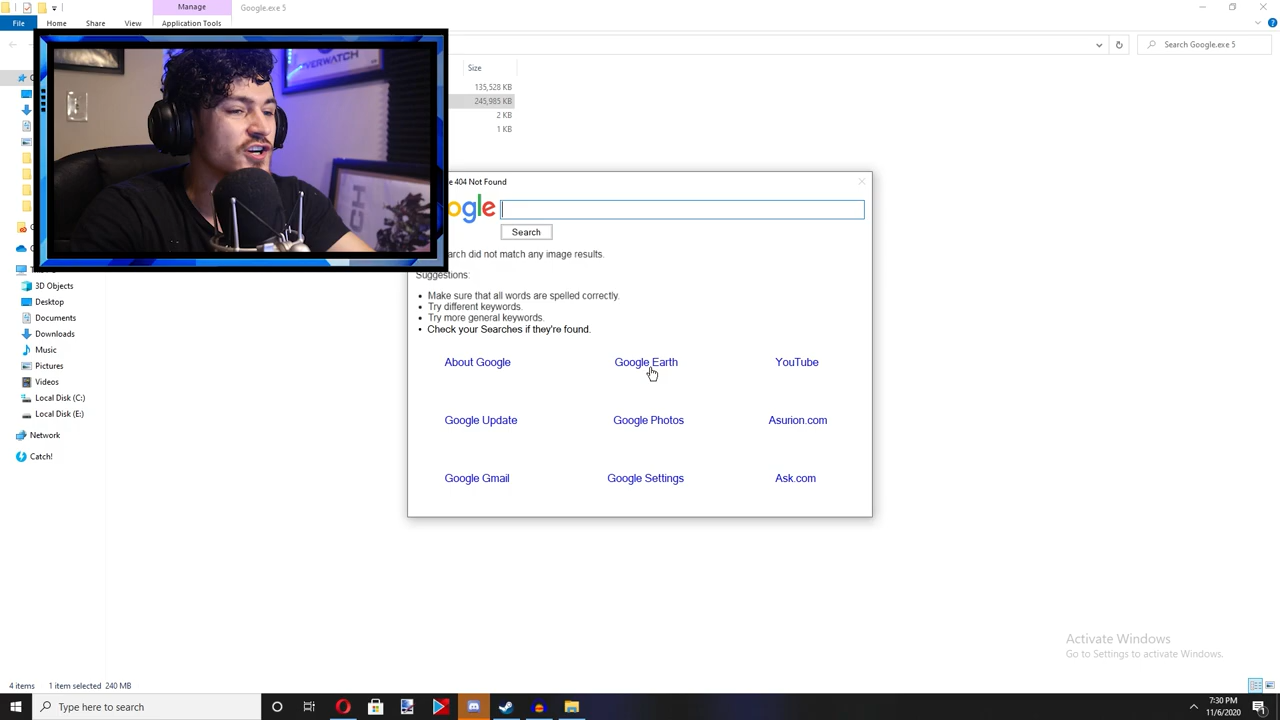 Manage
Google.exe 5
File
Home
Share
View
Application Tools
Search Google.exe 5
OVERWATCH
Size
135,528 KB
245,985 KB
2 KB
1 KB
404 Not Found
ogle
Search
did not match any image results.
Suggestions:
Make sure that all words are spelled correctly.
Try different keywords.
Try more general keywords.
Check your Searches if they're found.
About Google
Google Earth
YouTube
Google Update
Google Photos
Asurion.com
Google Gmail
Google Settings
Ask.com
3D Objects
Desktop
Documents
Downloads
Music
Pictures
Videos
Local Disk (C:)
Local Disk (E:)
Network
Catch!
Activate Windows
Go to Settings to activate Windows.
4 items
1 item selected 240 MB
Type here to search
7:30 PM
11/6/2020